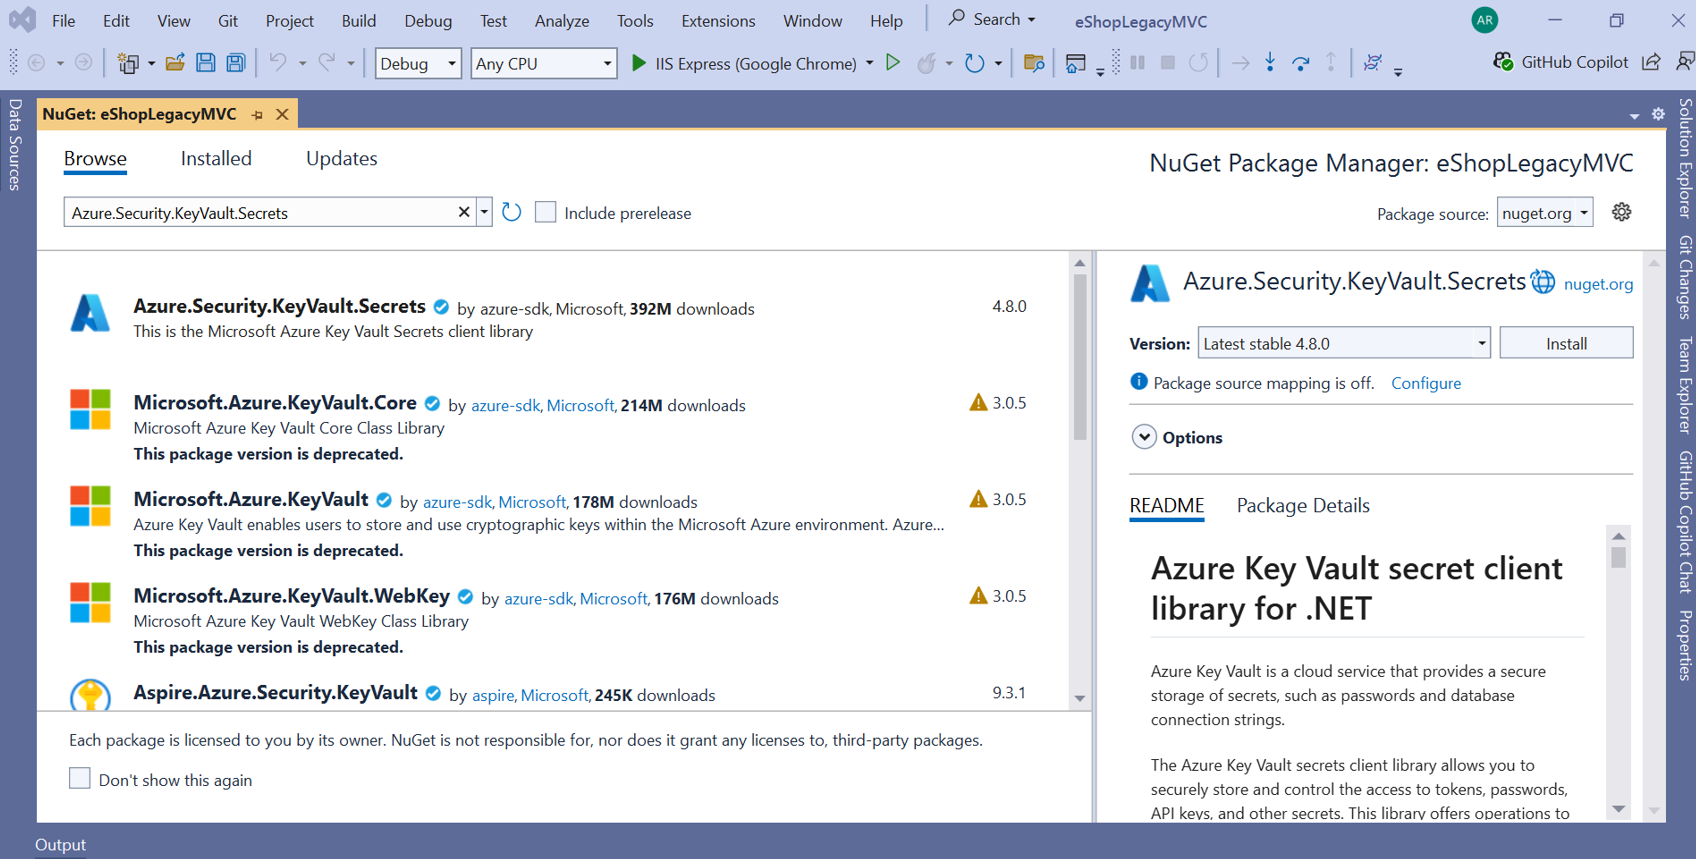 File Edit View Git Project Build Debug Test Analyze Tools Extensions Window Help Search eShopLegacyMVC AR
Debug Any CPU IIS Express (Google Chrome) GitHub Copilot
Data Sources
NuGet: eShopLegacyMVC
Browse Installed Updates
NuGet Package Manager: eShopLegacyMVC
Azure.Security.KeyVault.Secrets Include prerelease
Package source: nuget.org
Azure.Security.KeyVault.Secrets by azure-sdk, Microsoft, 392M downloads 4.8.0
This is the Microsoft Azure Key Vault Secrets client library
Microsoft.Azure.KeyVault.Core by azure-sdk, Microsoft, 214M downloads 3.0.5
Microsoft Azure Key Vault Core Class Library
This package version is deprecated.
Microsoft.Azure.KeyVault by azure-sdk, Microsoft, 178M downloads 3.0.5
Azure Key Vault enables users to store and use cryptographic keys within the Microsoft Azure environment. Azure...
This package version is deprecated.
Microsoft.Azure.KeyVault.WebKey by azure-sdk, Microsoft, 176M downloads 3.0.5
Microsoft Azure Key Vault WebKey Class Library
This package version is deprecated.
Aspire.Azure.Security.KeyVault by aspire, Microsoft, 245K downloads 9.3.1
Each package is licensed to you by its owner. NuGet is not responsible for, nor does it grant any licenses to, third-party packages.
Don't show this again
Azure.Security.KeyVault.Secrets nuget.org
Version: Latest stable 4.8.0 Install
Package source mapping is off. Configure
Options
README Package Details
Azure Key Vault secret client
library for .NET
Azure Key Vault is a cloud service that provides a secure
storage of secrets, such as passwords and database
connection strings.
The Azure Key Vault secrets client library allows you to
securely store and control the access to tokens, passwords,
API keys, and other secrets. This library offers operations to
Solution Explorer
Git Changes
Team Explorer
GitHub Copilot Chat
Properties
Output